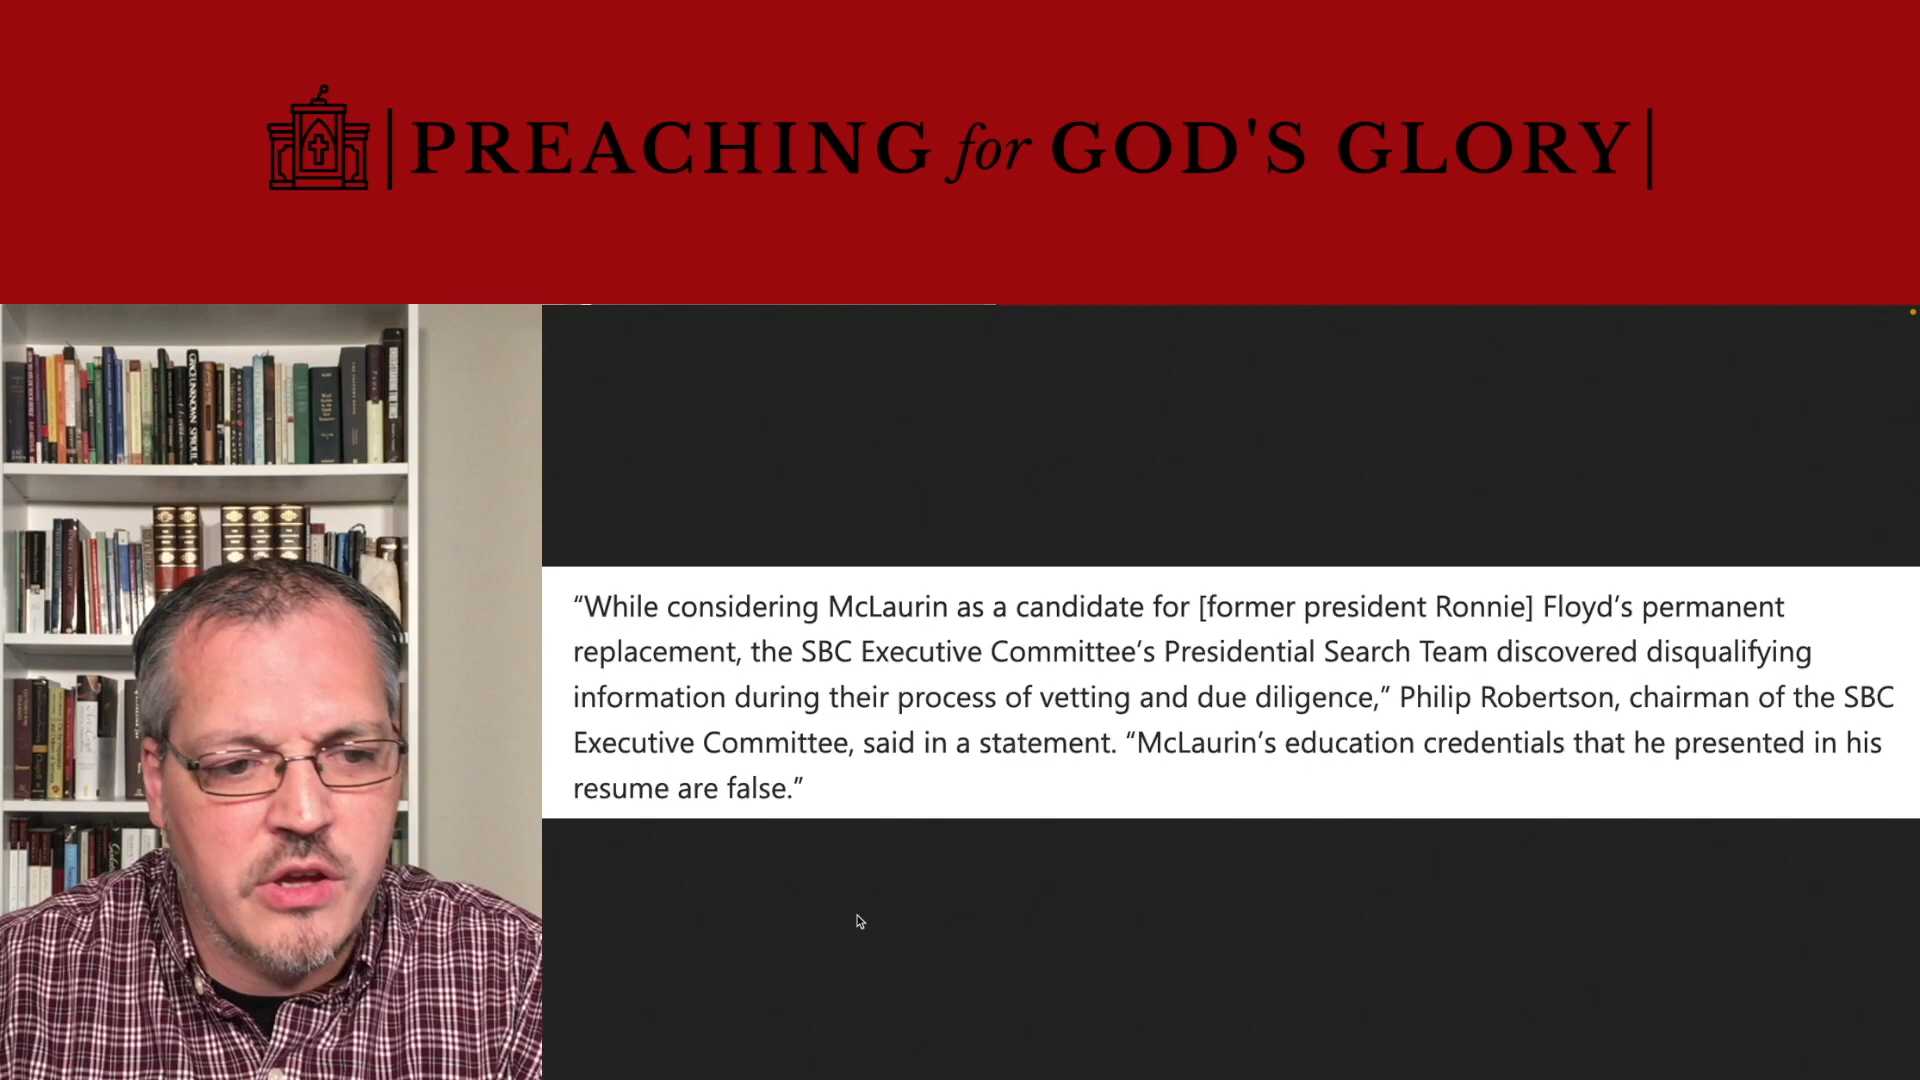 PREACHING for GOD'S GLORY
“While considering McLaurin as a candidate for [former president Ronnie] Floyd’s permanent
replacement, the SBC Executive Committee’s Presidential Search Team discovered disqualifying
information during their process of vetting and due diligence,” Philip Robertson, chairman of the SBC
Executive Committee, said in a statement. “McLaurin’s education credentials that he presented in his
resume are false.”